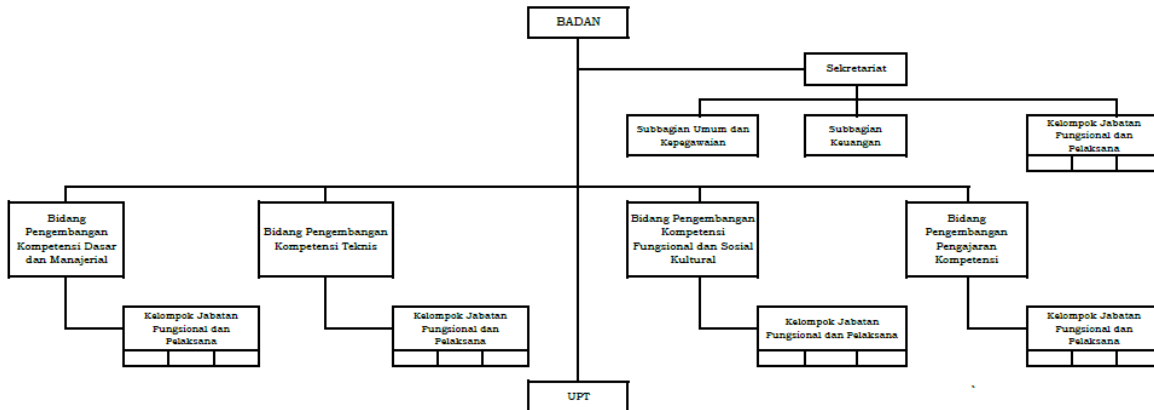 BADAN
Sekretariat
Subbagian Umum dan
Kepegawaian
Subbagian
Keuangan
Kelompok Jabatan
Fungsional dan
Pelaksana
Bidang
Pengembangan
Kompetensi Dasar
dan Manajerial
Bidang Pengembangan
Kompetensi Teknis
Bidang Pengembangan
Kompetensi
Fungsional dan Sosial
Kultural
Bidang
Pengembangan
Pengajaran
Kompetensi
Kelompok Jabatan
Fungsional dan
Pelaksana
Kelompok Jabatan
Fungsional dan
Pelaksana
Kelompok Jabatan
Fungsional dan Pelaksana
Kelompok Jabatan
Fungsional dan
Pelaksana
UPT